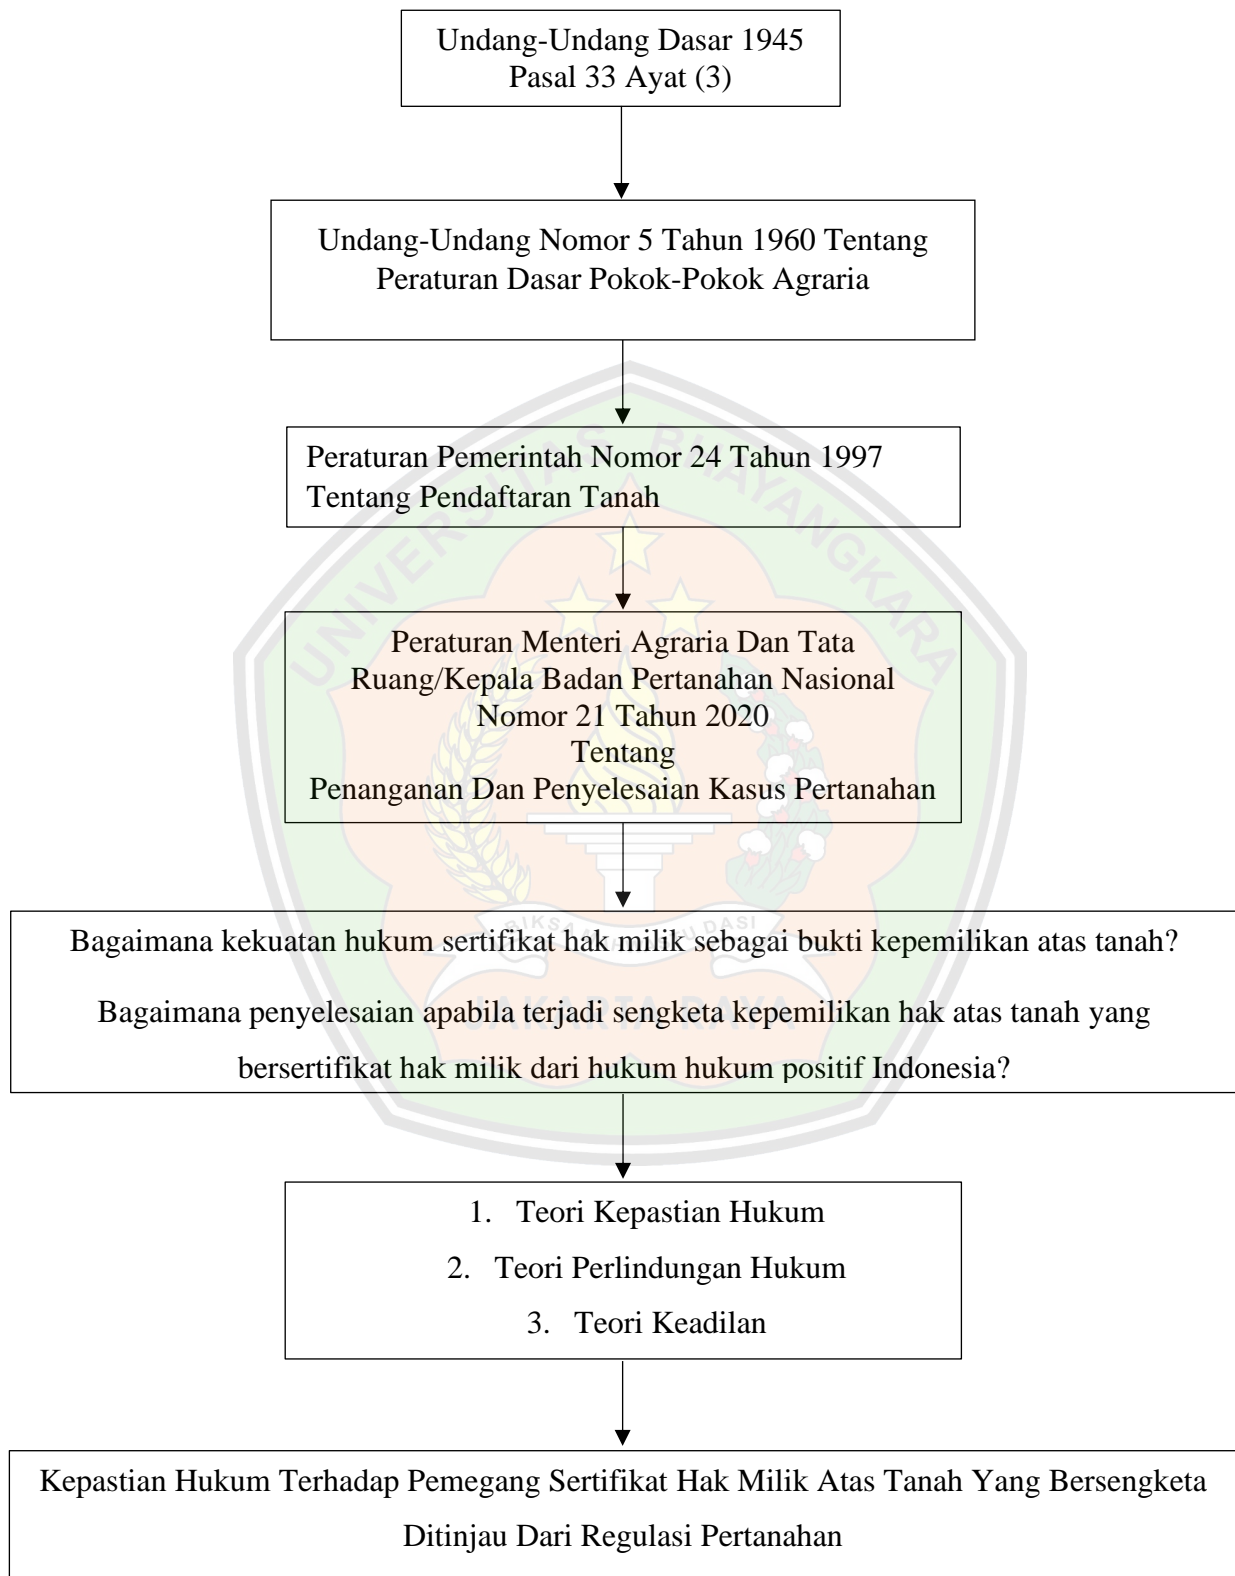 Undang-Undang Dasar 1945
Pasal 33 Ayat (3)
Undang-Undang Nomor 5 Tahun 1960 Tentang
Peraturan Dasar Pokok-Pokok Agraria
Peraturan Pemerintah Nomor 24 Tahun 1997
Tentang Pendaftaran Tanah
UNIVERSITAS BHAYANGKARA
Peraturan Menteri Agraria Dan Tata
Ruang/Kepala Badan Pertanahan Nasional
Nomor 21 Tahun 2020
Tentang
Penanganan Dan Penyelesaian Kasus Pertanahan
Bagaimana kekuatan hukum sertifikat hak milik sebagai bukti kepemilikan atas tanah?
Bagaimana penyelesaian apabila terjadi sengketa kepemilikan hak atas tanah yang
bersertifikat hak milik dari hukum hukum positif Indonesia?
JAKARTA RAYA
1. Teori Kepastian Hukum
2. Teori Perlindungan Hukum
3. Teori Keadilan
Kepastian Hukum Terhadap Pemegang Sertifikat Hak Milik Atas Tanah Yang Bersengketa
Ditinjau Dari Regulasi Pertanahan